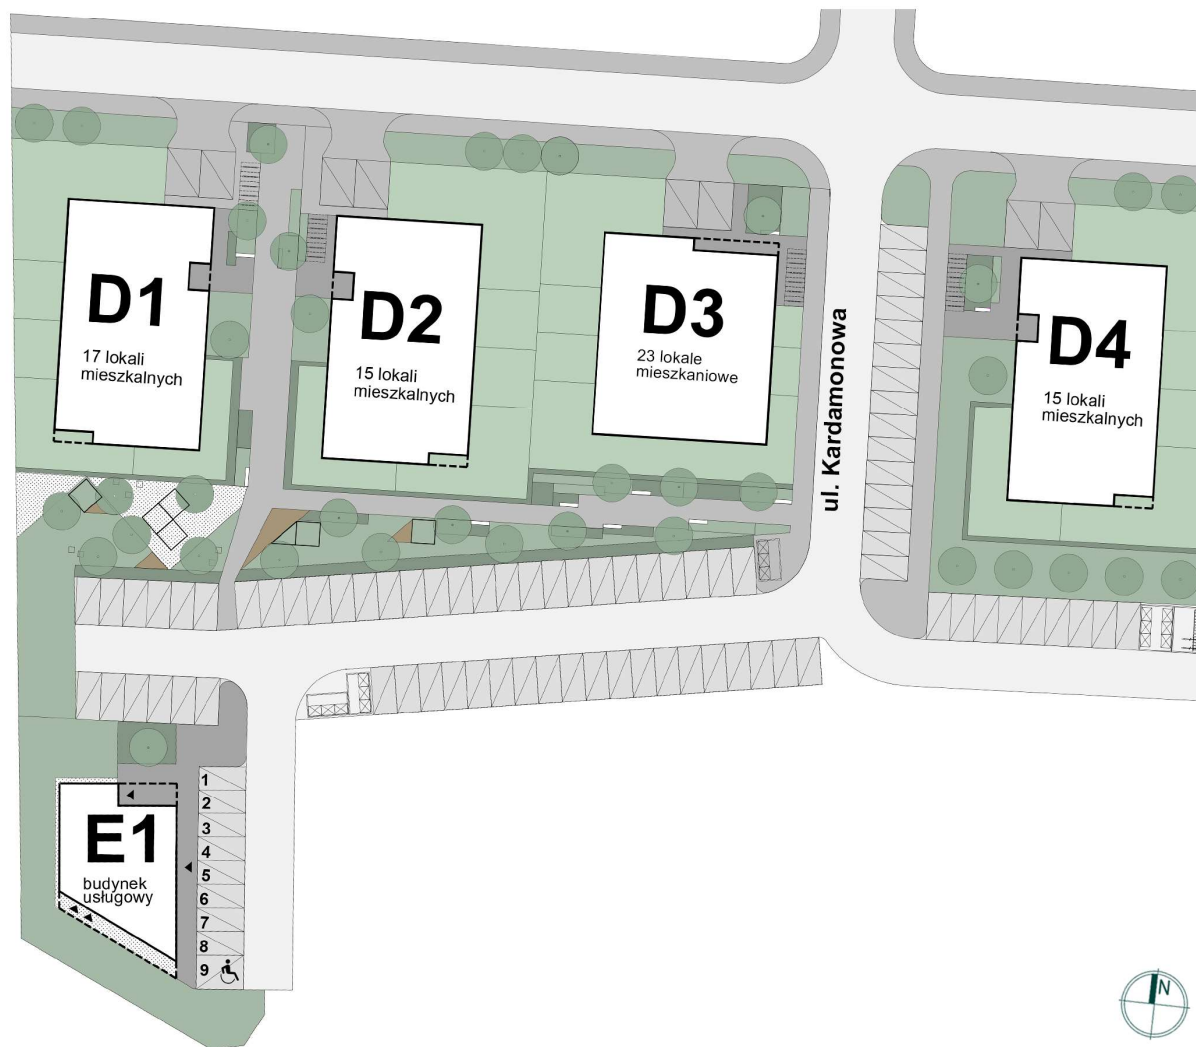 D1
17 lokali
mieszkalnych
D2
15 lokali
mieszkalnych
D3
23 lokale
mieszkaniowe
ul. Kardamonowa
D4
15 lokali
mieszkalnych
E1
budynek
usługowy
1
2
3
4
5
6
7
8
9
N